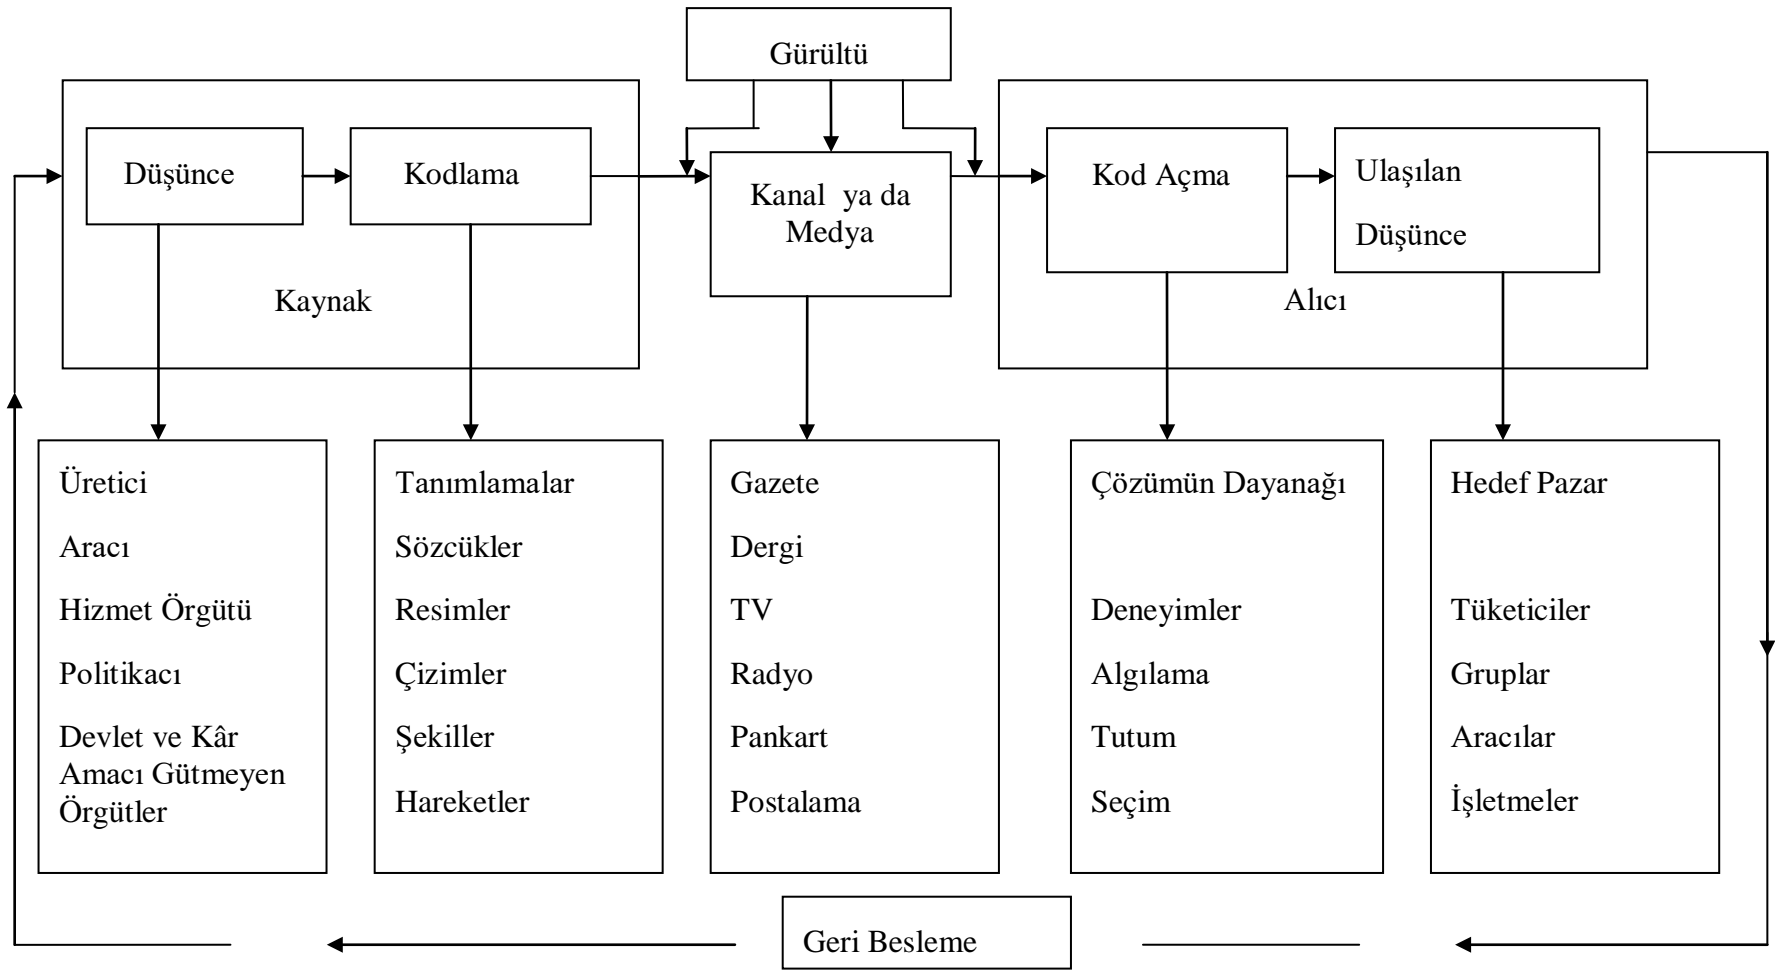 Gürültü
Düşünce
Kodlama
Kanal ya da
Medya
Kod Açma
Ulaşılan
Düşünce
Kaynak
Alıcı
Üretici
Aracı
Hizmet Örgütü
Politikacı
Devlet ve Kâr
Amacı Gütmeyen
Örgütler
Tanımlamalar
Sözcükler
Resimler
Çizimler
Şekiller
Hareketler
Gazete
Dergi
TV
Radyo
Pankart
Postalama
Çözümün Dayanağı
Deneyimler
Algılama
Tutum
Seçim
Hedef Pazar
Tüketiciler
Gruplar
Aracılar
İşletmeler
Geri Besleme